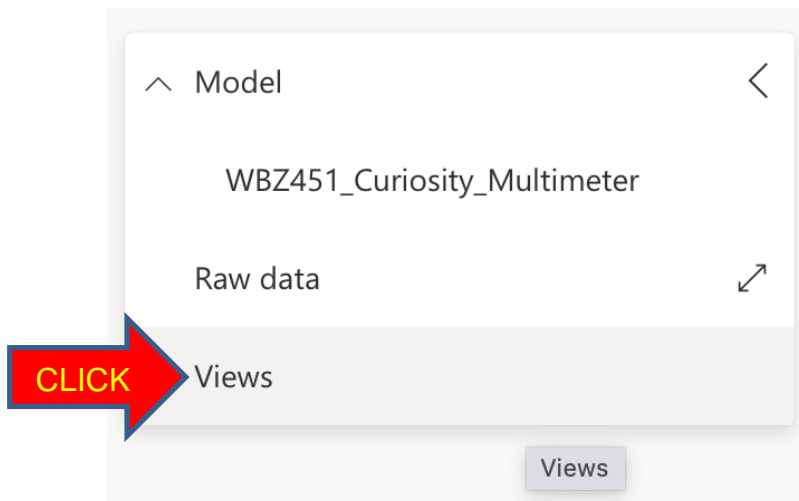 Model
WBZ451_Curiosity_Multimeter
Raw data
CLICK Views
Views